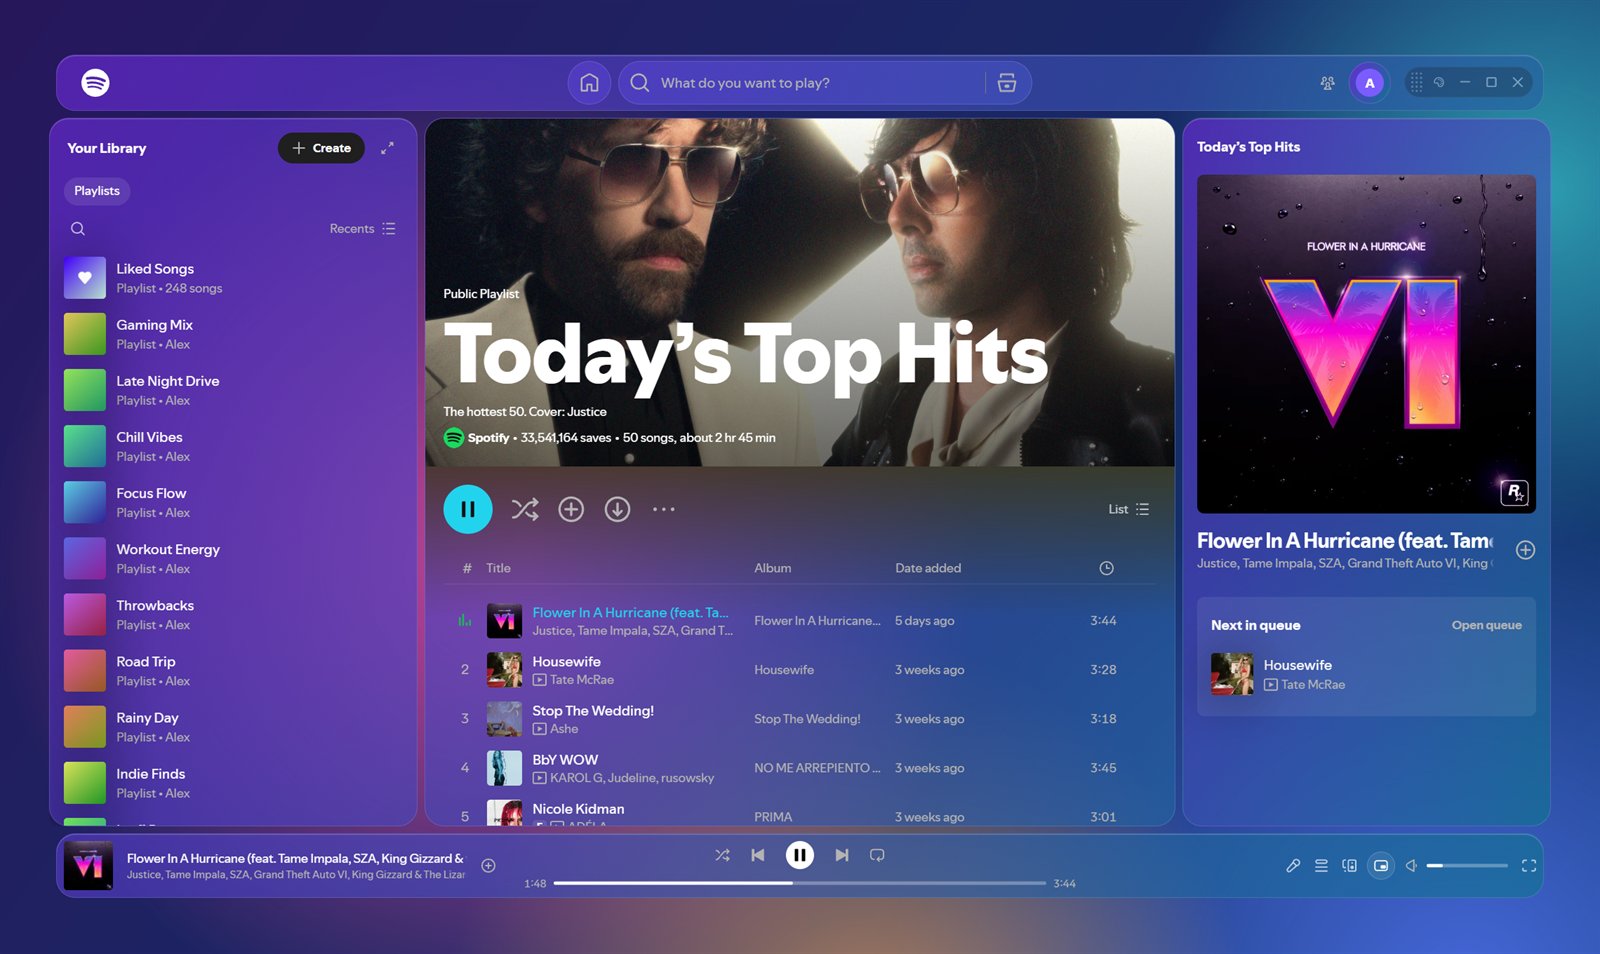 What do you want to play?
A
Your Library
Create
Playlists
Recents
Liked Songs
Playlist • 248 songs
Gaming Mix
Playlist • Alex
Late Night Drive
Playlist • Alex
Chill Vibes
Playlist • Alex
Focus Flow
Playlist • Alex
Workout Energy
Playlist • Alex
Throwbacks
Playlist • Alex
Road Trip
Playlist • Alex
Rainy Day
Playlist • Alex
Indie Finds
Playlist • Alex
Public Playlist
Today's Top Hits
The hottest 50. Cover: Justice
Spotify • 33,541,164 saves • 50 songs, about 2 hr 45 min
List
# Title Album Date added
Flower In A Hurricane (feat. Ta...
Justice, Tame Impala, SZA, Grand T...
Flower In A Hurricane... 5 days ago 3:44
2 Housewife
Tate McRae
Housewife 3 weeks ago 3:28
3 Stop The Wedding!
Ashe
Stop The Wedding! 3 weeks ago 3:18
4 BbY WOW
KAROL G, Judeline, rusowsky
NO ME ARREPIENTO ... 3 weeks ago 3:45
5 Nicole Kidman
ADÉLA
PRIMA 3 weeks ago 3:01
Today's Top Hits
FLOWER IN A HURRICANE
VI
R
Flower In A Hurricane (feat. Tame
Justice, Tame Impala, SZA, Grand Theft Auto VI, King
Next in queue Open queue
Housewife
Tate McRae
Flower In A Hurricane (feat. Tame Impala, SZA, King Gizzard &
Justice, Tame Impala, SZA, Grand Theft Auto VI, King Gizzard & The Lizar
1:48
3:44